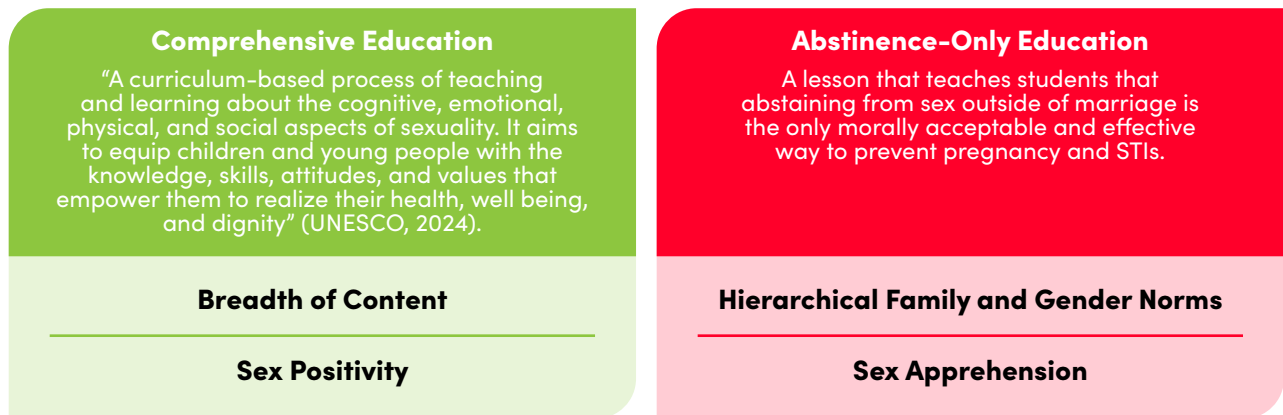 Comprehensive Education
“A curriculum-based process of teaching
and learning about the cognitive, emotional,
physical, and social aspects of sexuality. It aims
to equip children and young people with the
knowledge, skills, attitudes, and values that
empower them to realize their health, well being,
and dignity” (UNESCO, 2024).
Breadth of Content
Sex Positivity
Abstinence-Only Education
A lesson that teaches students that
abstaining from sex outside of marriage is
the only morally acceptable and effective
way to prevent pregnancy and STIs.
Hierarchical Family and Gender Norms
Sex Apprehension